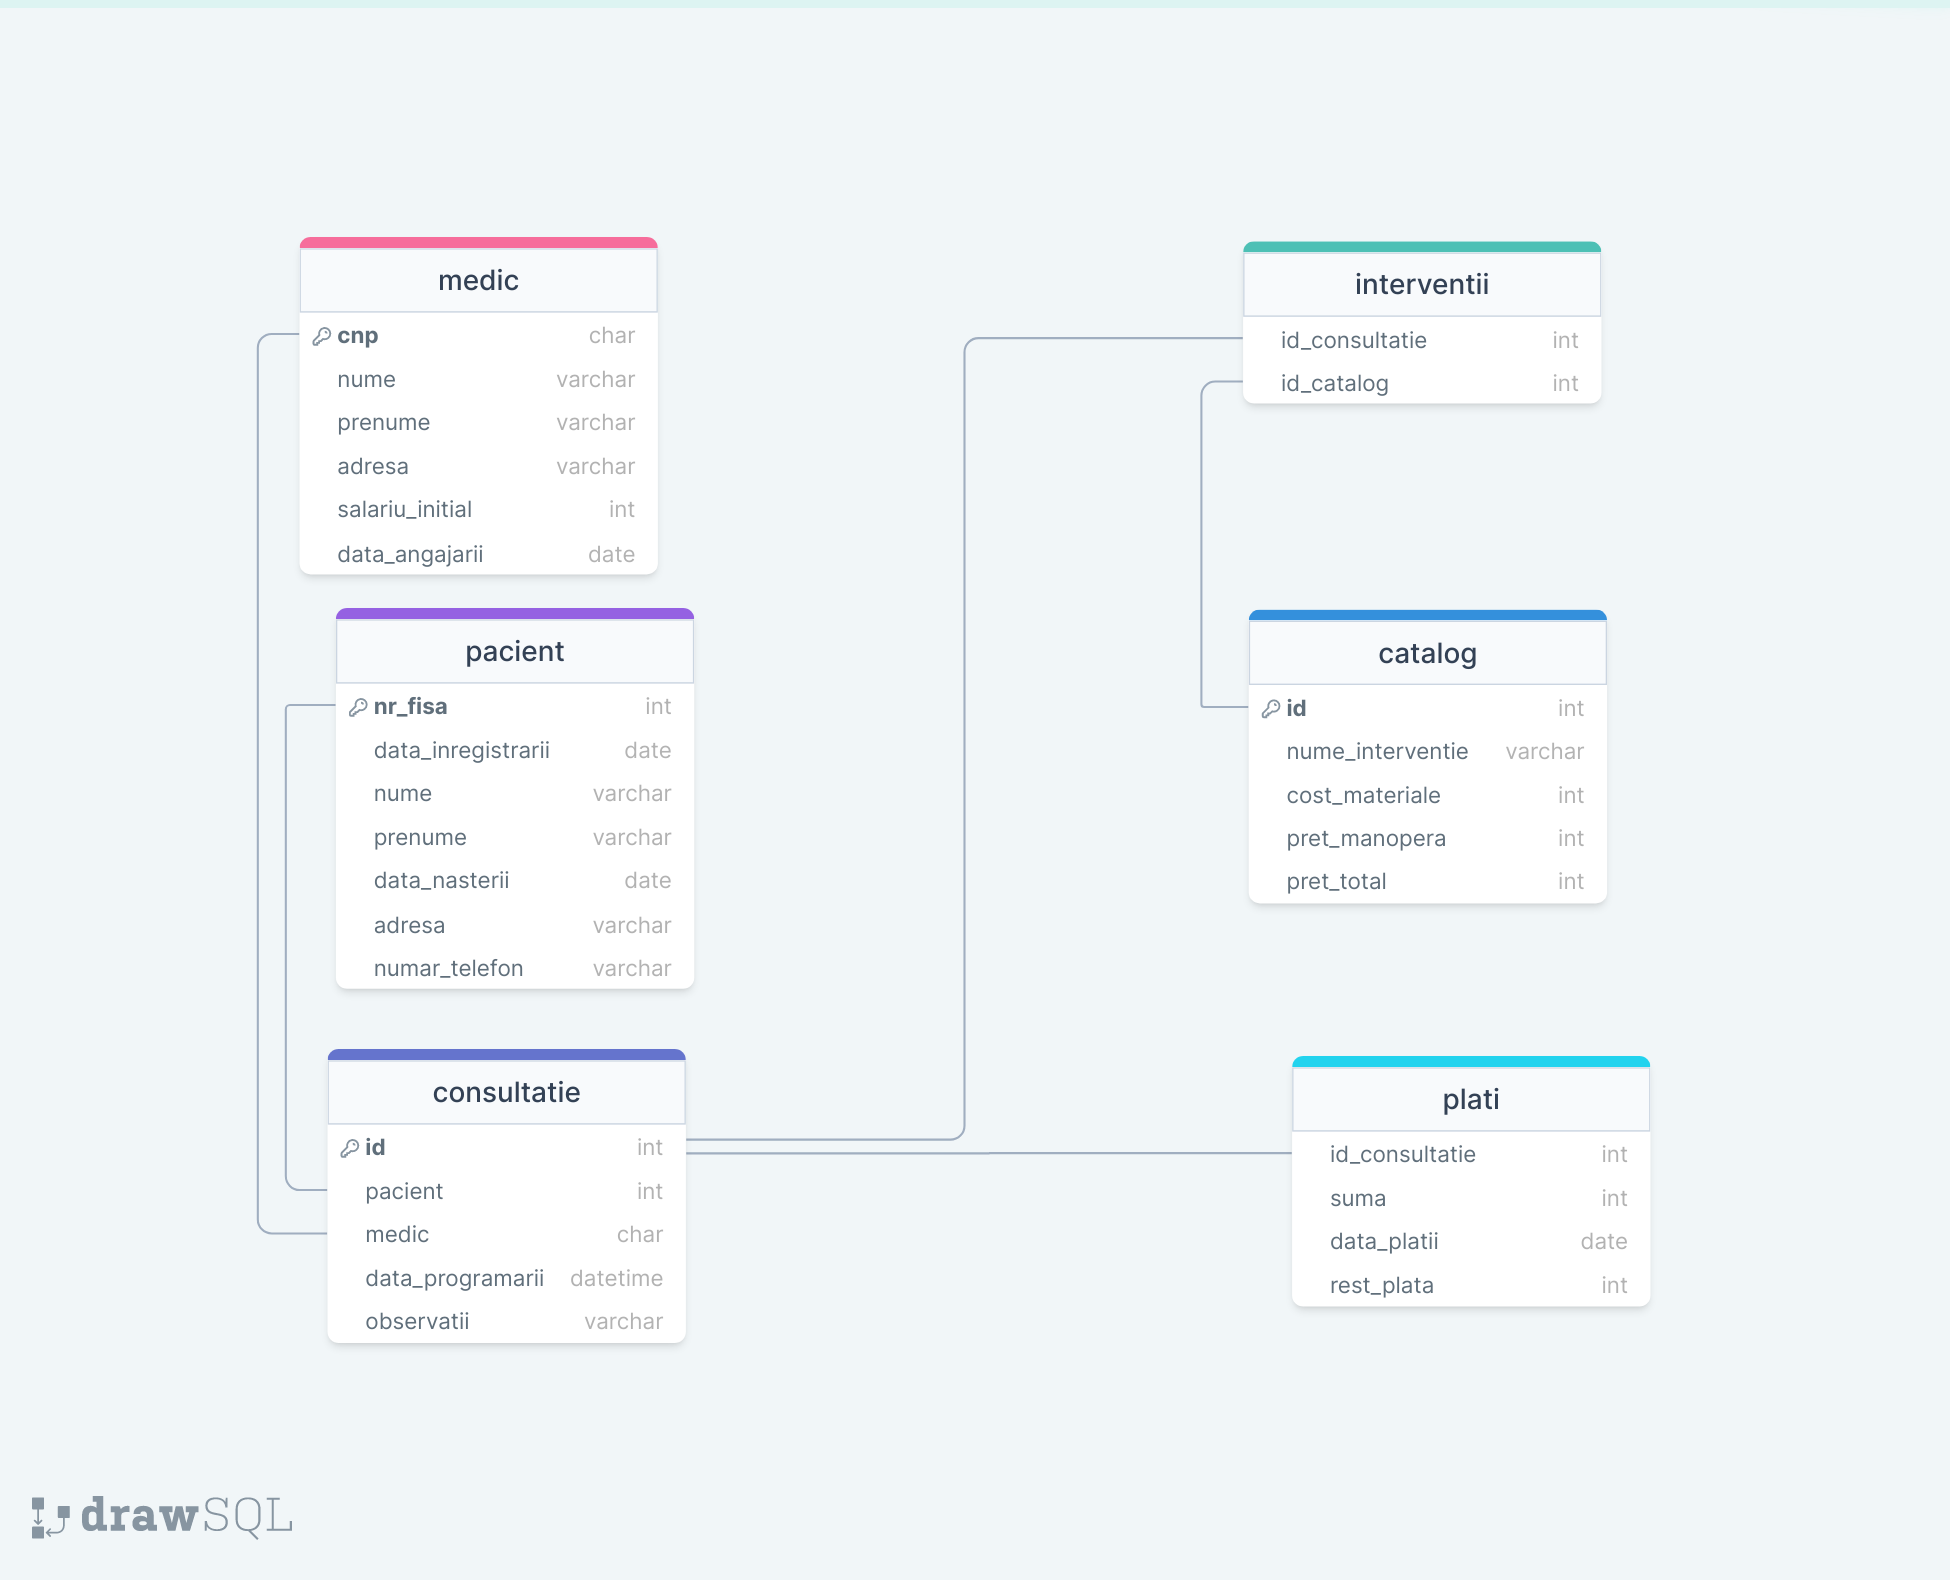 medic
cnp char
nume varchar
prenume varchar
adresa varchar
salariu_initial int
data_angajarii date
pacient
nr_fisa int
data_inregistrarii date
nume varchar
prenume varchar
data_nasterii date
adresa varchar
numar_telefon varchar
consultatie
id int
pacient int
medic char
data_programarii datetime
observatii varchar
interventii
id_consultatie int
id_catalog int
catalog
id int
nume_interventie varchar
cost_materiale int
pret_manopera int
pret_total int
plati
id_consultatie int
suma int
data_platii date
rest_plata int
drawSQL